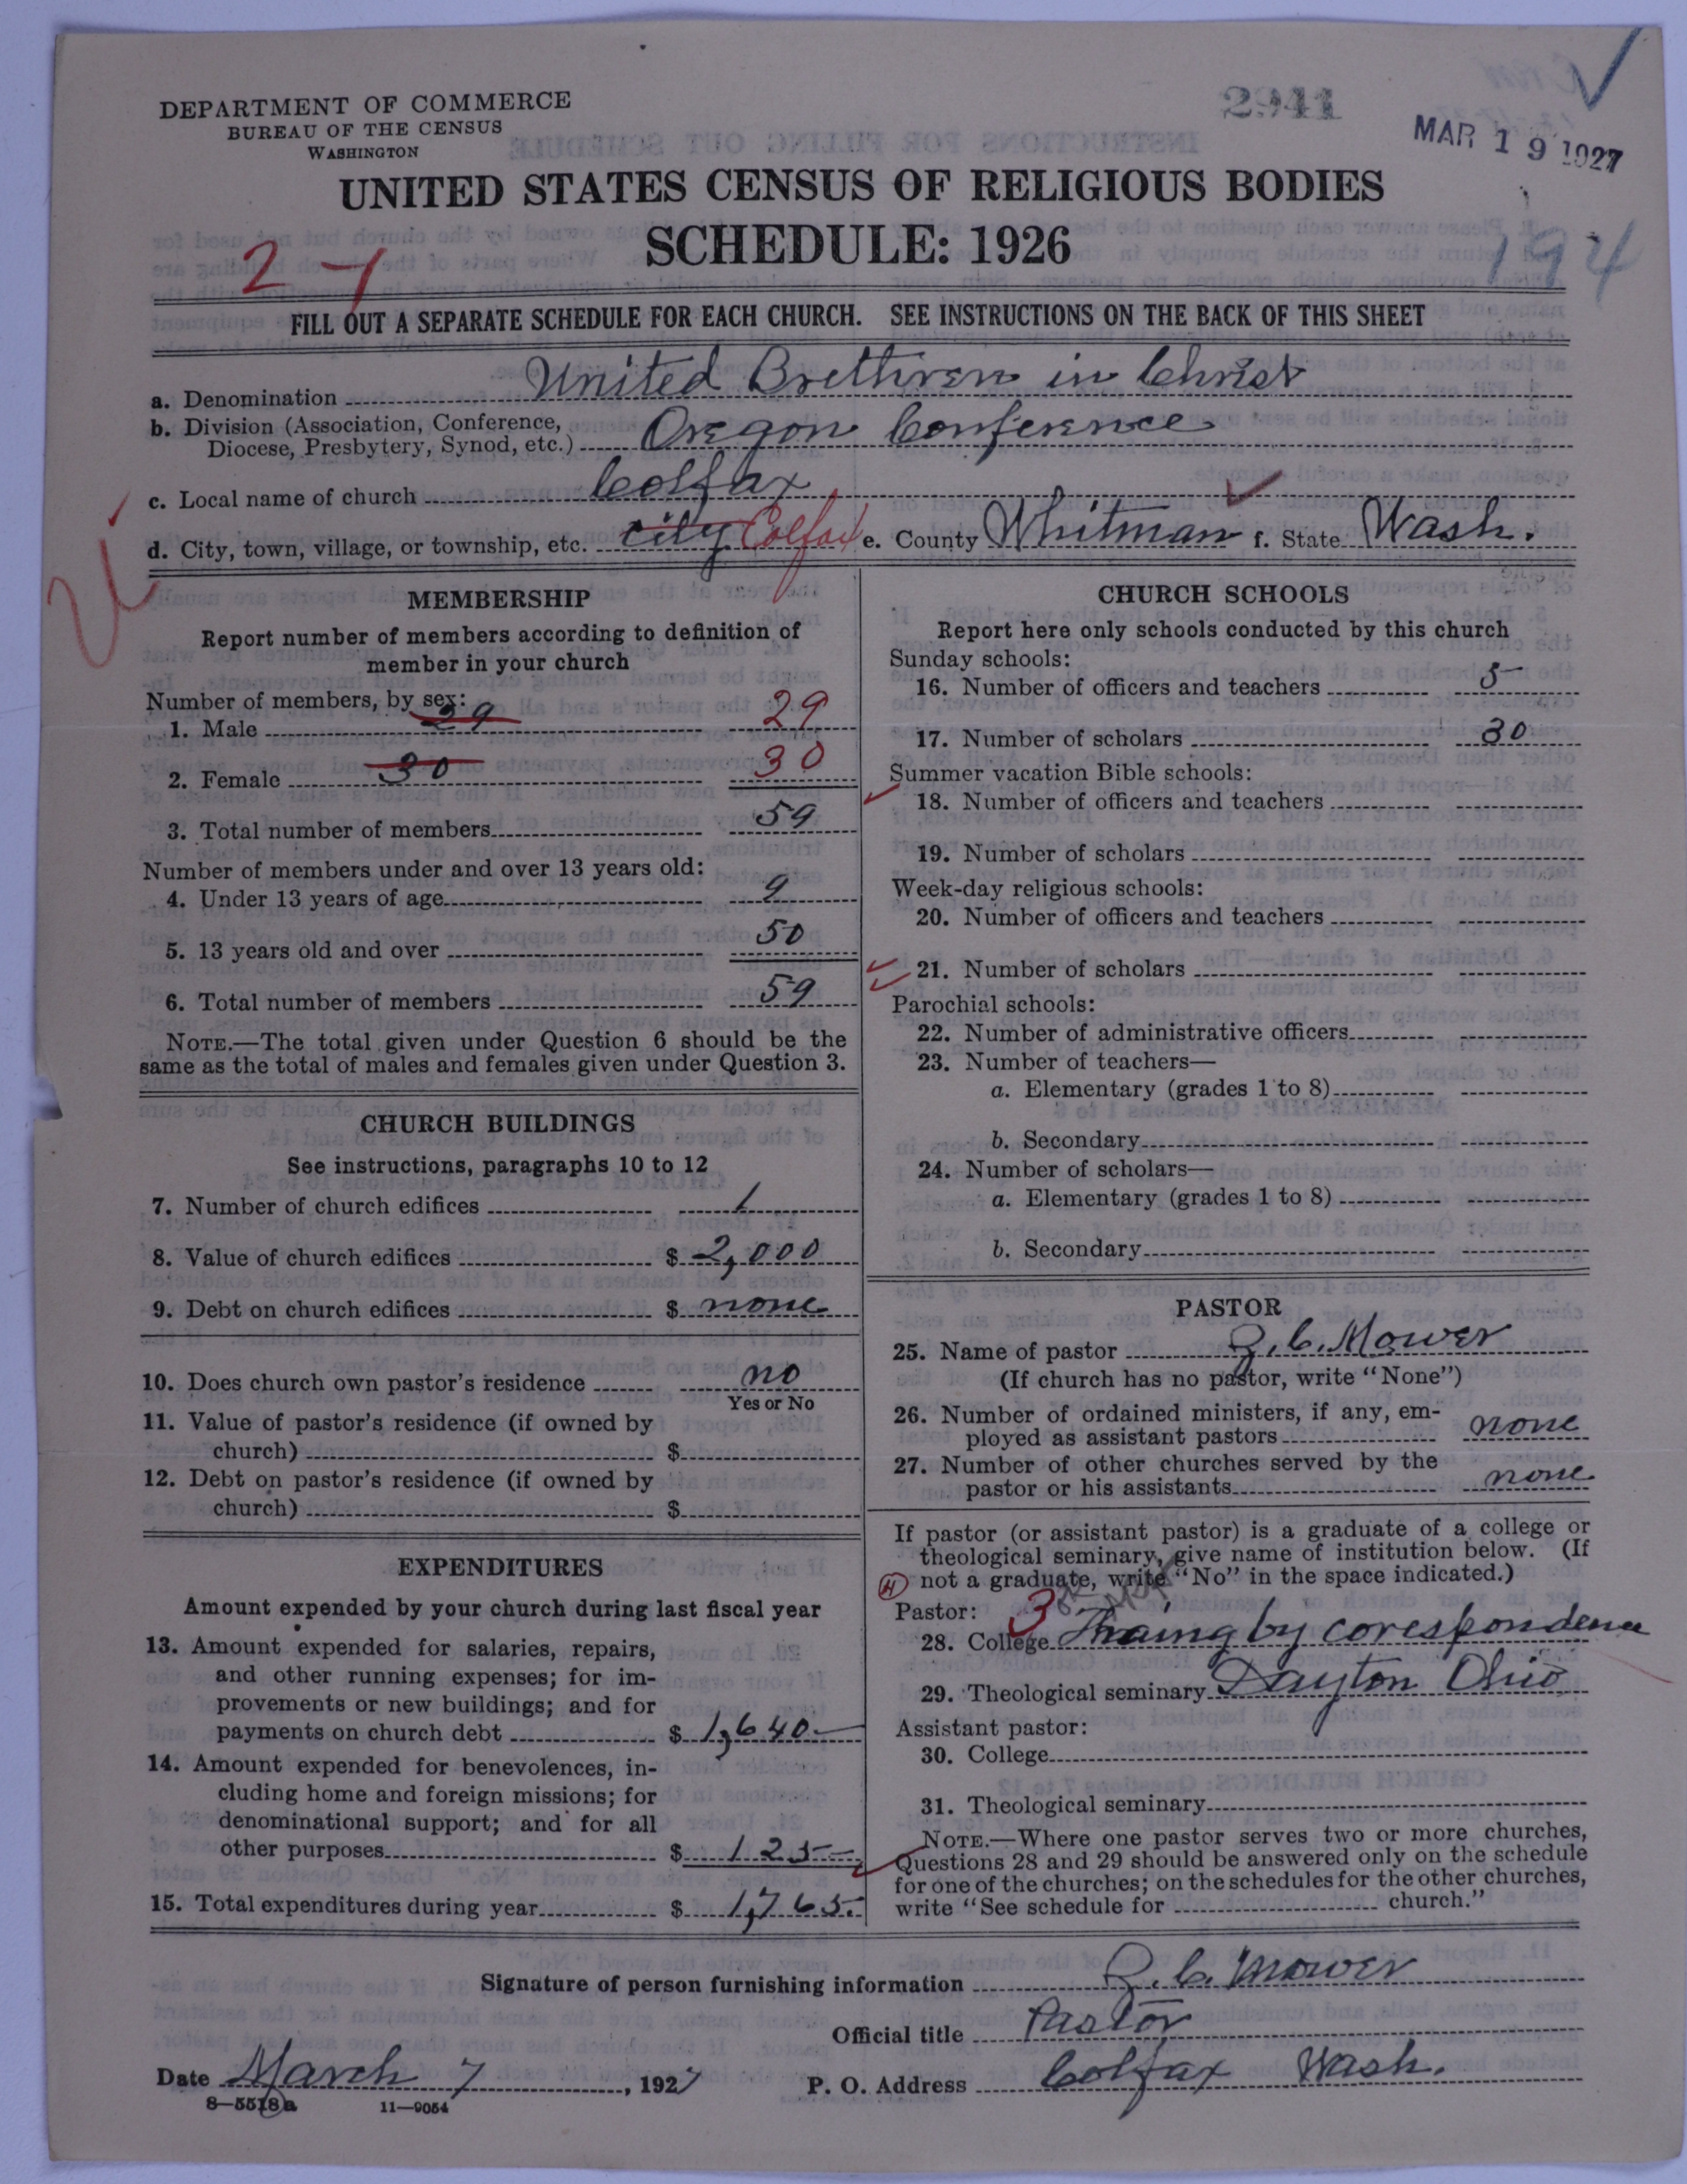 DEPARTMENT OF COMMERCE
BUREAU OF THE CENSUS
WASHINGTON
2941
MAR 19 1927
UNITED STATES CENSUS OF RELIGIOUS BODIES
SCHEDULE: 1926
194
FILL OUT A SEPARATE SCHEDULE FOR EACH CHURCH. SEE INSTRUCTIONS ON THE BACK OF THIS SHEET
a. Denomination United Brethren in Christ
b. Division (Association, Conference,
Diocese, Presbytery, Synod, etc.) Oregon Conference
c. Local name of church Colfax
d. City, town, village, or township, etc. city Colfax e. County Whitman f. State Wash.
MEMBERSHIP
Report number of members according to definition of
member in your church
Number of members, by sex:
1. Male 29 29
2. Female 30 30
3. Total number of members 59
Number of members under and over 13 years old:
4. Under 13 years of age 9
5. 13 years old and over 50
6. Total number of members 59
NOTE.—The total given under Question 6 should be the
same as the total of males and females given under Question 3.
CHURCH BUILDINGS
See instructions, paragraphs 10 to 12
7. Number of church edifices 1
8. Value of church edifices $ 2,000
9. Debt on church edifices $ none
10. Does church own pastor's residence no
Yes or No
11. Value of pastor's residence (if owned by
church) $
12. Debt on pastor's residence (if owned by
church) $
EXPENDITURES
Amount expended by your church during last fiscal year
13. Amount expended for salaries, repairs,
and other running expenses; for im-
provements or new buildings; and for
payments on church debt $ 1,640.—
14. Amount expended for benevolences, in-
cluding home and foreign missions; for
denominational support; and for all
other purposes $ 125—
15. Total expenditures during year $ 1,765.
CHURCH SCHOOLS
Report here only schools conducted by this church
Sunday schools:
16. Number of officers and teachers 5
17. Number of scholars 30
Summer vacation Bible schools:
18. Number of officers and teachers
19. Number of scholars
Week-day religious schools:
20. Number of officers and teachers
21. Number of scholars
Parochial schools:
22. Number of administrative officers
23. Number of teachers—
a. Elementary (grades 1 to 8)
b. Secondary
24. Number of scholars—
a. Elementary (grades 1 to 8)
b. Secondary
PASTOR
25. Name of pastor Z. C. Mower
(If church has no pastor, write "None")
26. Number of ordained ministers, if any, em-
ployed as assistant pastors none
27. Number of other churches served by the
pastor or his assistants none
If pastor (or assistant pastor) is a graduate of a college or
theological seminary, give name of institution below. (If
not a graduate, write "No" in the space indicated.)
Pastor: 3
28. College by corespondence
29. Theological seminary Dayton Ohio
Assistant pastor:
30. College
31. Theological seminary
NOTE.—Where one pastor serves two or more churches,
Questions 28 and 29 should be answered only on the schedule
for one of the churches; on the schedules for the other churches,
write "See schedule for church."
Signature of person furnishing information Z. C. Mower
Official title Pastor
Date March 7, 1927 P. O. Address Colfax Wash.
8—5518a 11—9054